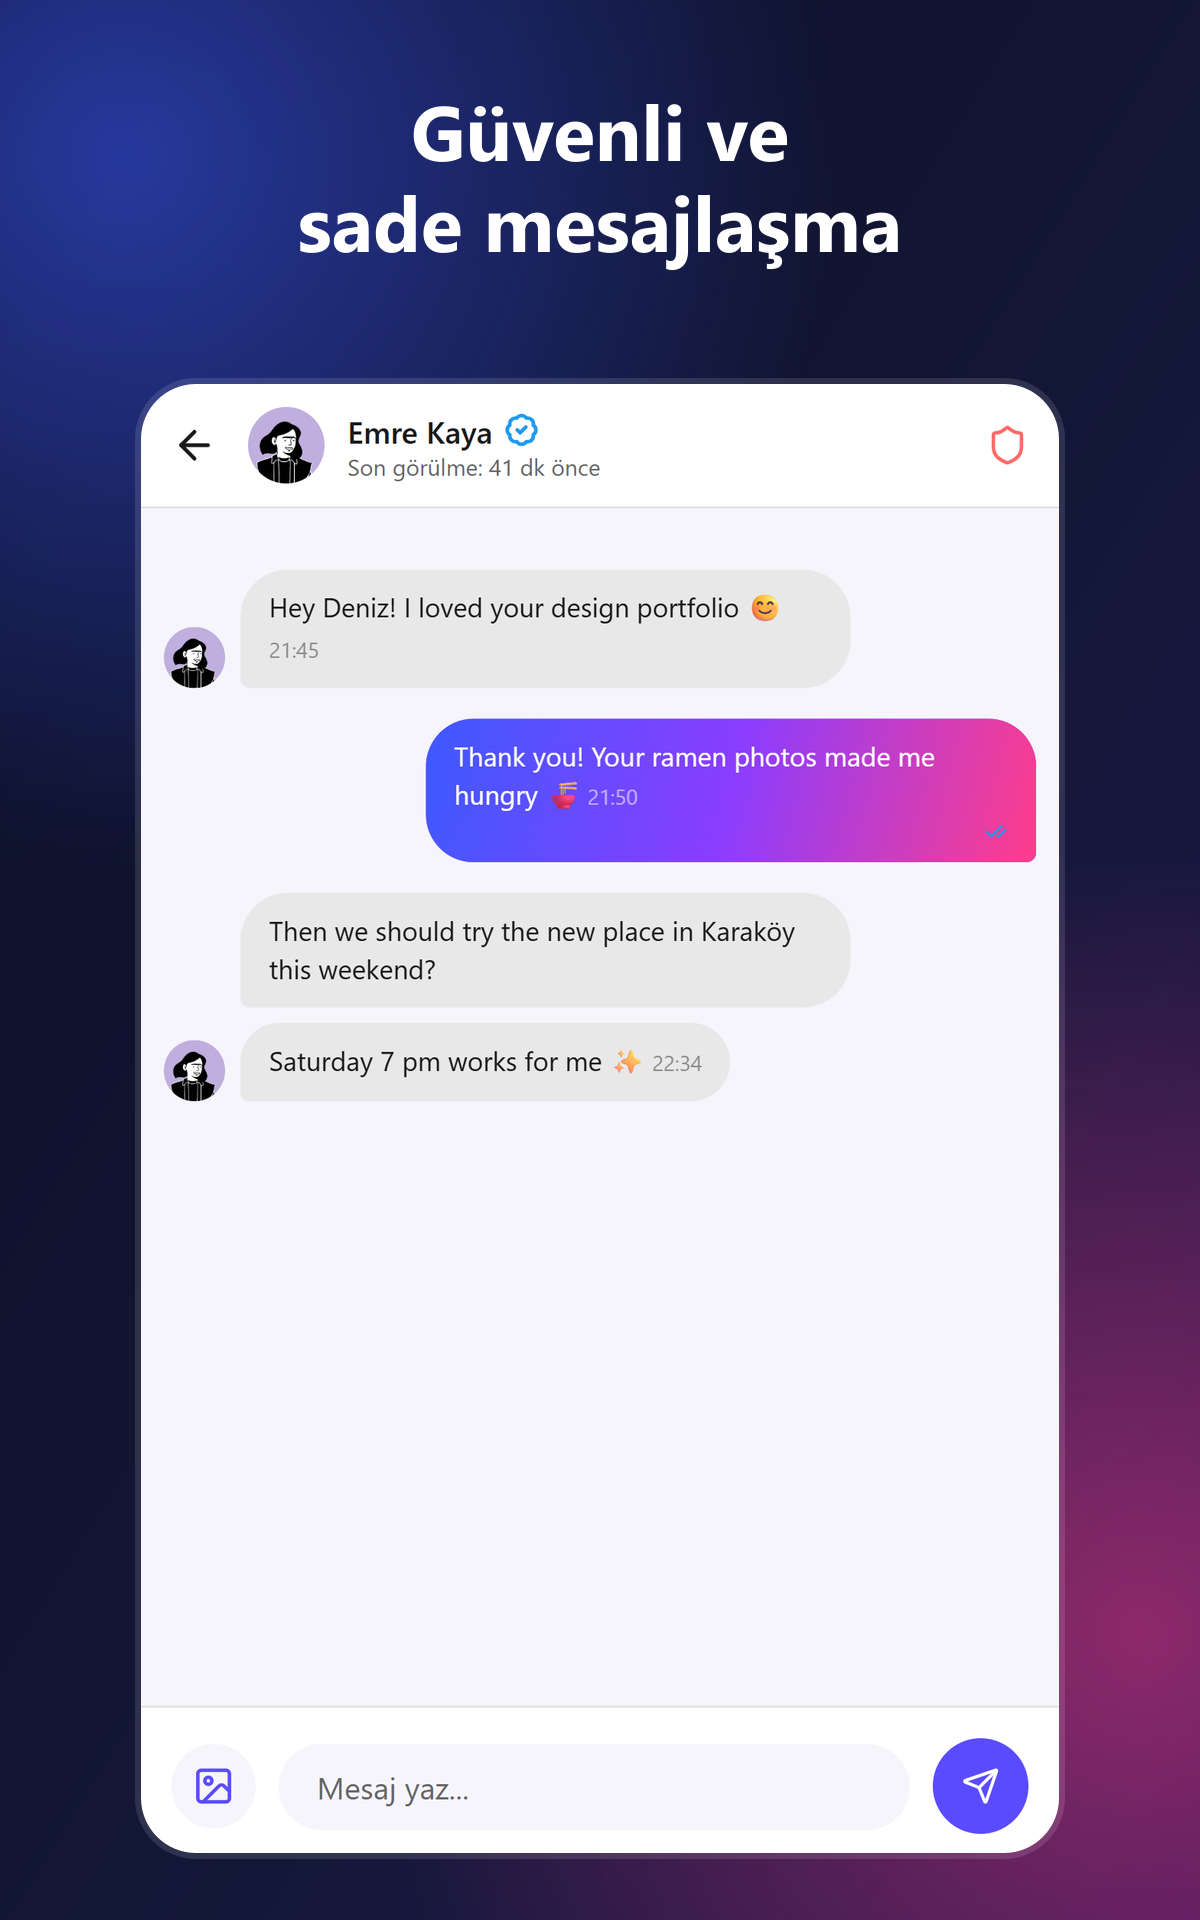 Güvenli ve
sade mesajlaşma
Emre Kaya
Son görülme: 41 dk önce
Hey Deniz! I loved your design portfolio 😊
21:45
Thank you! Your ramen photos made me
hungry 🍜 21:50
Then we should try the new place in Karaköy
this weekend?
Saturday 7 pm works for me ✨ 22:34
Mesaj yaz...